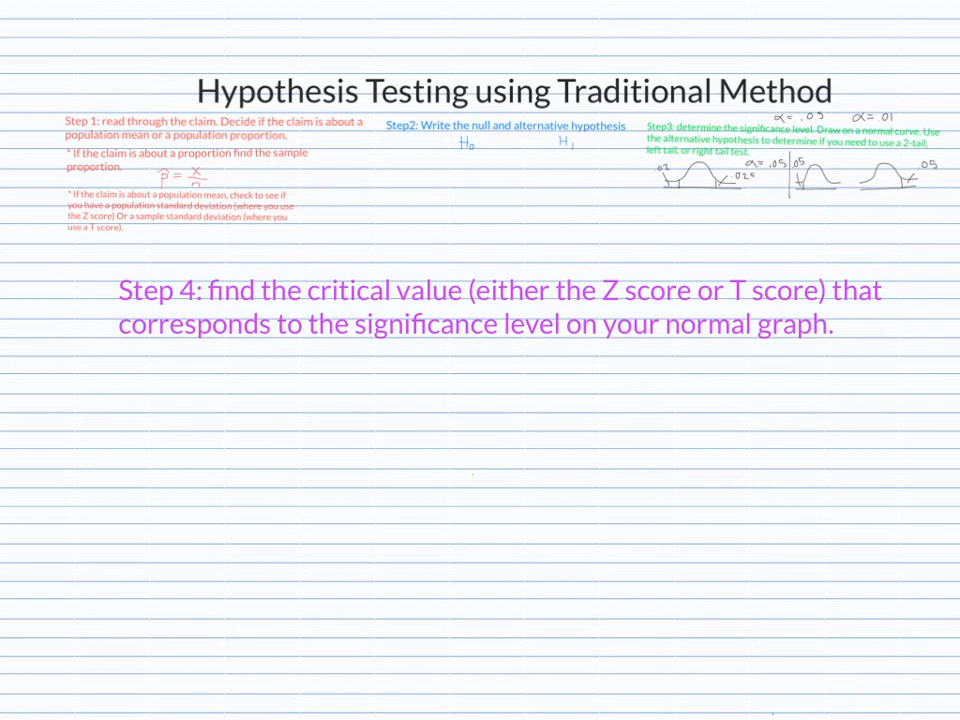 Hypothesis Testing using Traditional Method
Step 1: read through the claim. Decide if the claim is about a
population mean or a population proportion.
* If the claim is about a proportion find the sample
proportion.
p̂ = x/n
* If the claim is about a population mean, check to see if
you have a population standard deviation (where you use
the Z score) Or a sample standard deviation (where you
use a T score).
Step2: Write the null and alternative hypothesis
H₀ H₁
α = .05 α = .01
Step3: determine the significance level. Draw on a normal curve. Use
the alternative hypothesis to determine if you need to use a 2-tail,
left tail, or right tail test.
α = .05 .05 .05
Step 4: find the critical value (either the Z score or T score) that
corresponds to the significance level on your normal graph.